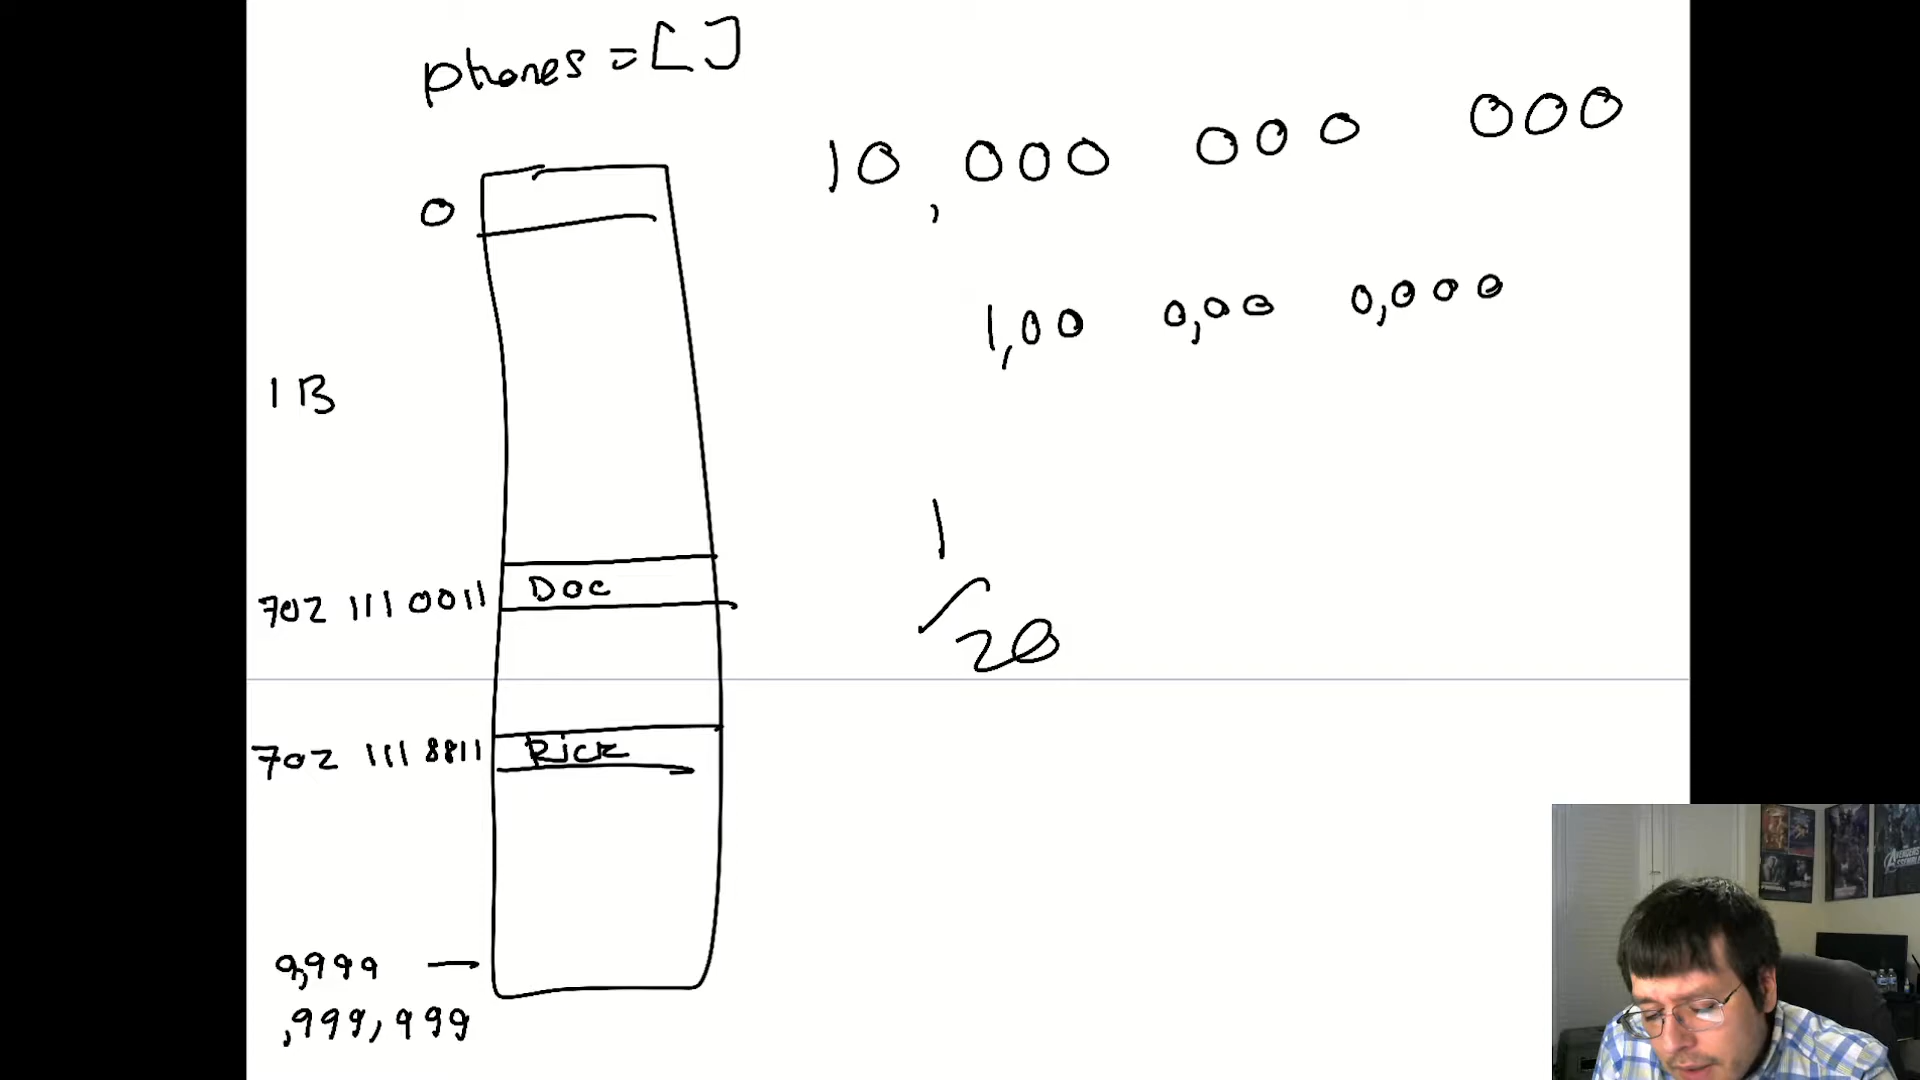 phones = []
10,000 000 000
0
1,00 0,00 0,000
1B
1
/
20
702 111 0011 Doc
702 111 8811 Rick
9,999 —
,999,999
AVENGERS